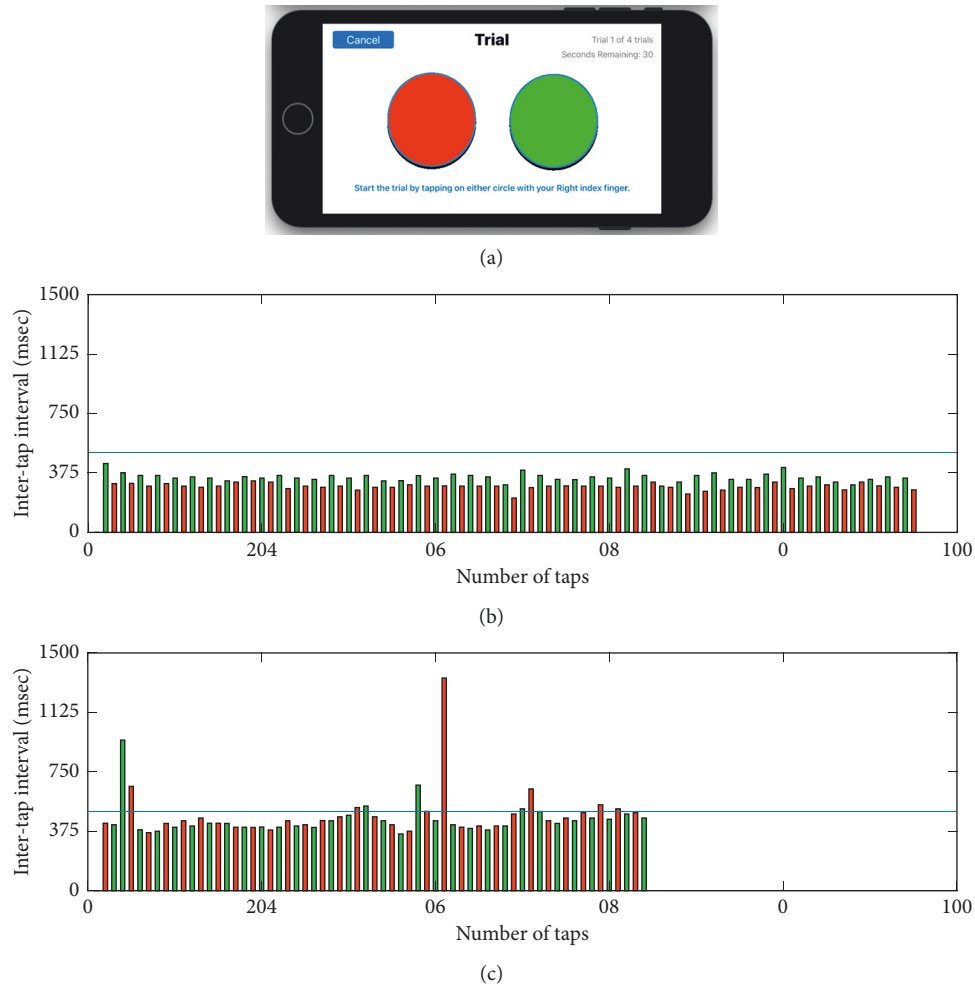 Cancel
Trial
Trial 1 of 4 trials
Seconds Remaining: 30
Start the trial by tapping on either circle with your Right index finger.
(a)
1500
1125
750
375
0
Inter-tap interval (msec)
0 204 06 08 0 100
Number of taps
(b)
1500
1125
750
375
0
Inter-tap interval (msec)
0 204 06 08 0 100
Number of taps
(c)